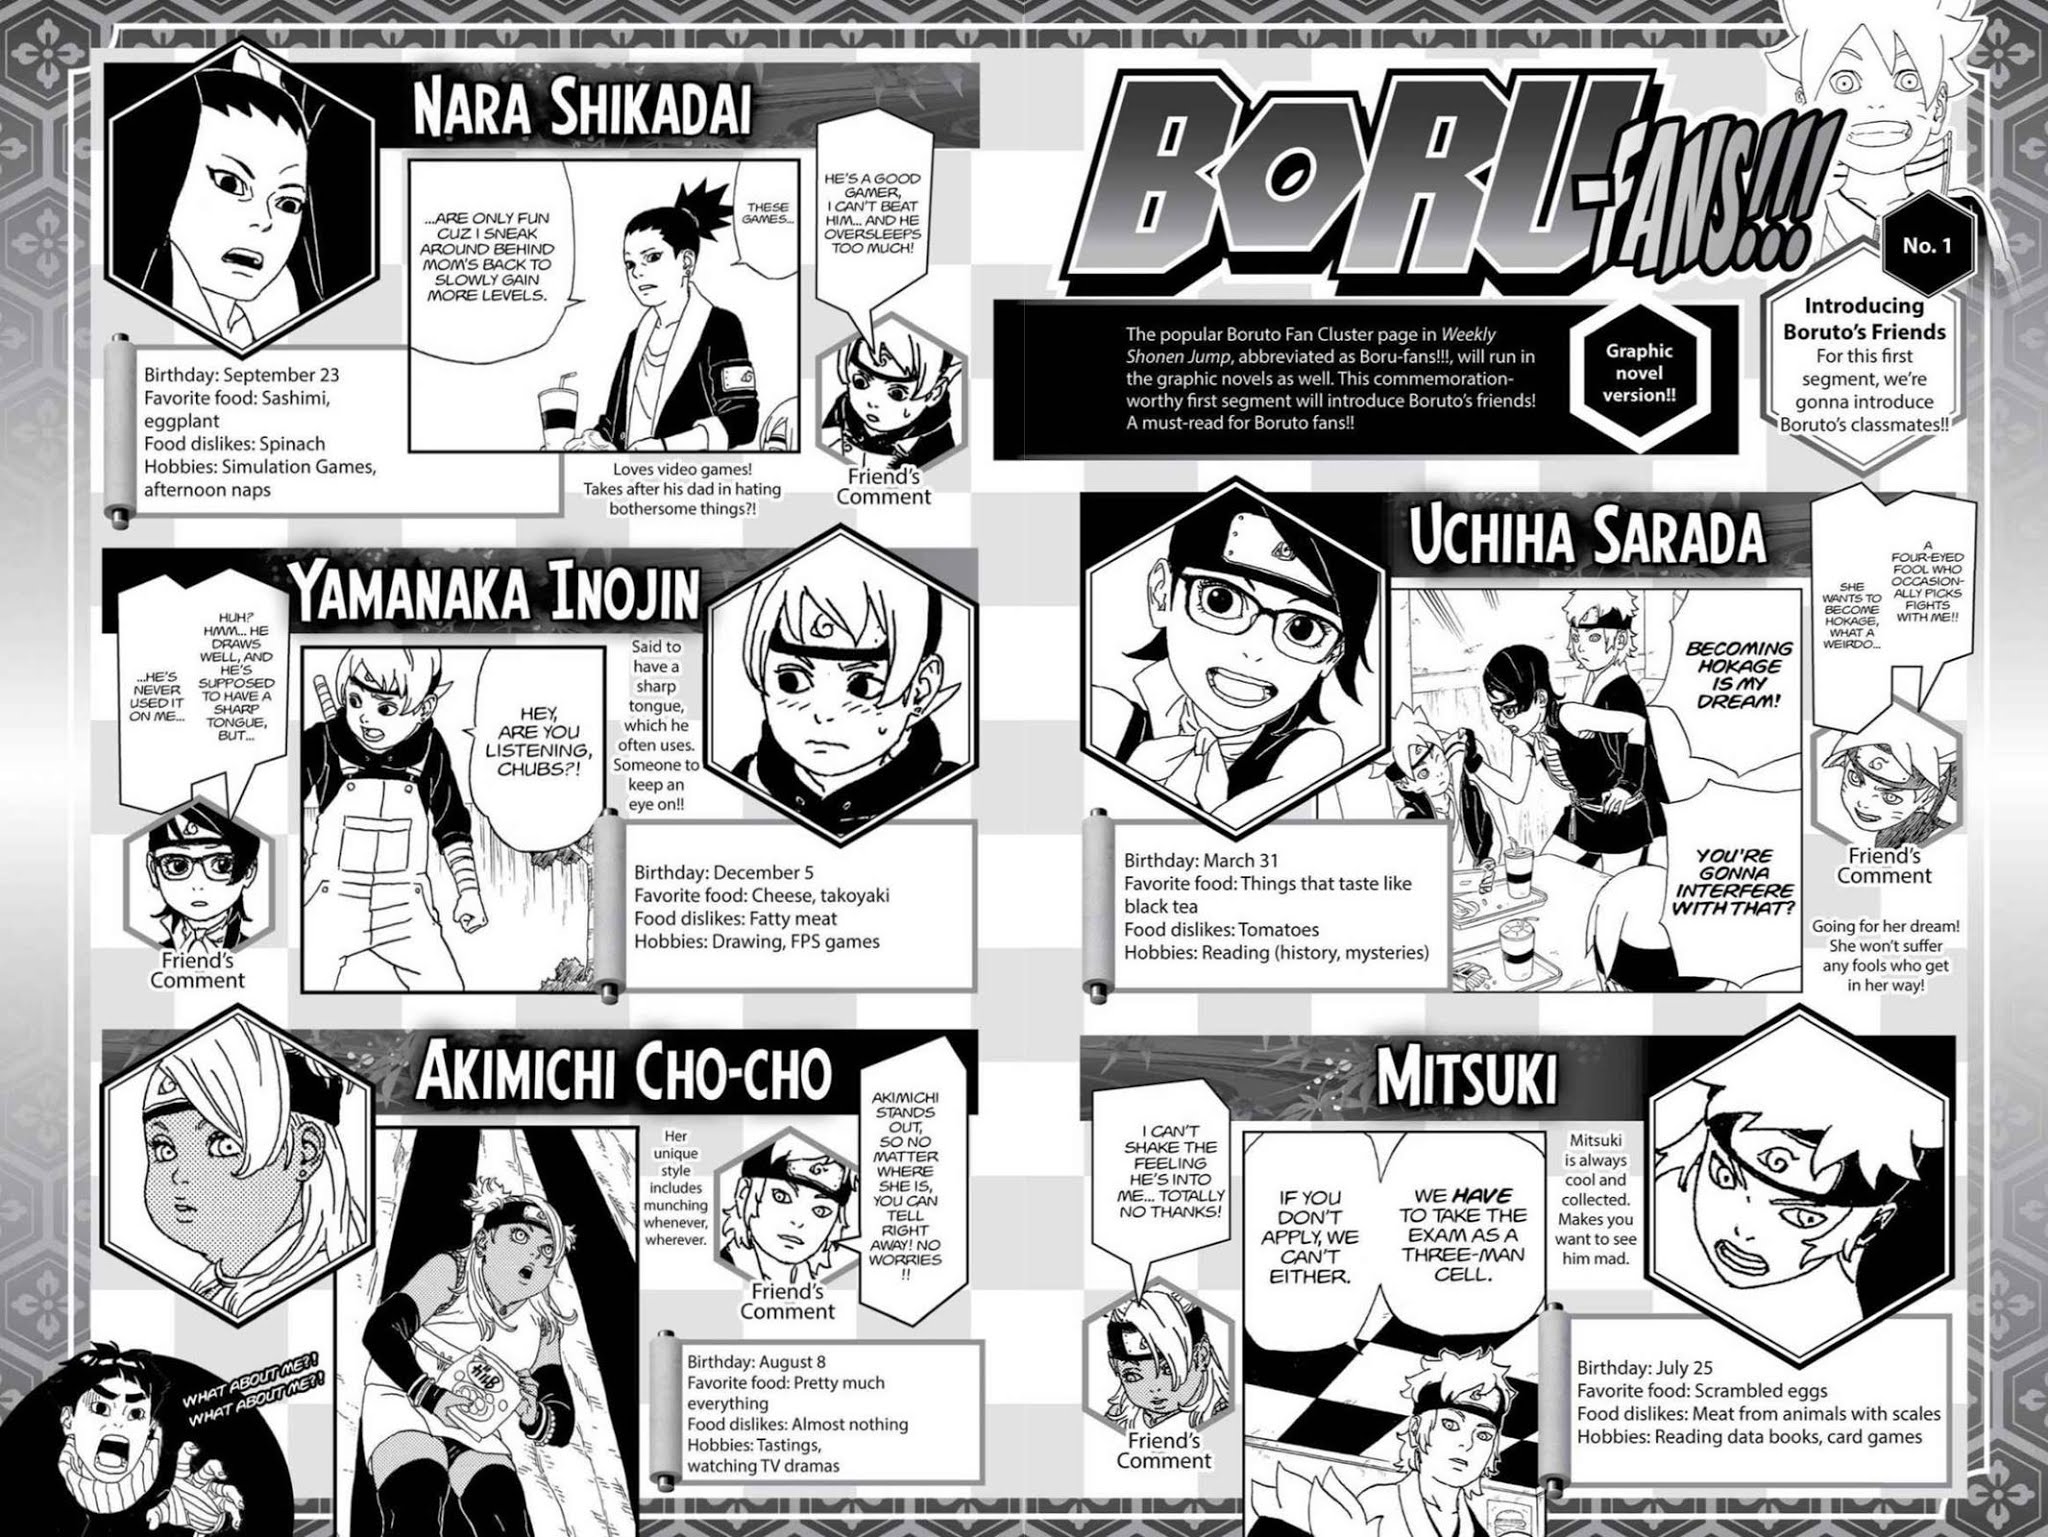 BORU
-FANS!!!
No. 1
Introducing
Boruto's Friends
For this first
segment, we're
gonna introduce
Boruto's classmates!!
The popular Boruto Fan Cluster page in Weekly
Shonen Jump, abbreviated as Boru-fans!!!, will run in
the graphic novels as well. This commemoration-
worthy first segment will introduce Boruto's friends!
A must-read for Boruto fans!!
Graphic
novel
version!!
UCHIHA SARADA
BECOMING
HOKAGE
IS MY
DREAM!
YOU'RE
GONNA
INTERFERE
WITH THAT?
A
FOUR-EYED
FOOL WHO
OCCASION-
ALLY PICKS
FIGHTS
WITH ME!!
SHE
WANTS TO
BECOME
HOKAGE,
WHAT A
WEIRDO...
Friend's
Comment
Going for her dream!
She won't suffer
any fools who get
in her way!
Birthday: March 31
Favorite food: Things that taste like
black tea
Food dislikes: Tomatoes
Hobbies: Reading (history, mysteries)
MITSUKI
I CAN'T
SHAKE THE
FEELING
HE'S INTO
ME... TOTALLY
NO THANKS!
Friend's
Comment
WE HAVE
TO TAKE THE
EXAM AS A
THREE-MAN
CELL.
IF YOU
DON'T
APPLY, WE
CAN'T
EITHER.
Mitsuki
is always
cool and
collected.
Makes you
want to see
him mad.
Birthday: July 25
Favorite food: Scrambled eggs
Food dislikes: Meat from animals with scales
Hobbies: Reading data books, card games
NARA SHIKADAI
THESE
GAMES...
...ARE ONLY FUN
CUZ I SNEAK
AROUND BEHIND
MOM'S BACK TO
SLOWLY GAIN
MORE LEVELS.
HE'S A GOOD
GAMER,
I CAN'T BEAT
HIM... AND HE
OVERSLEEPS
TOO MUCH!
Friend's
Comment
Birthday: September 23
Favorite food: Sashimi,
eggplant
Food dislikes: Spinach
Hobbies: Simulation Games,
afternoon naps
Loves video games!
Takes after his dad in hating
bothersome things?!
YAMANAKA INOJIN
HUH?
HMM... HE
DRAWS
WELL, AND
HE'S
SUPPOSED
TO HAVE A
SHARP
TONGUE,
BUT...
...HE'S
NEVER
USED IT
ON ME...
Friend's
Comment
HEY,
ARE YOU
LISTENING,
CHUBS?!
Said to
have a
sharp
tongue,
which he
often uses.
Someone to
keep an
eye on!!
Birthday: December 5
Favorite food: Cheese, takoyaki
Food dislikes: Fatty meat
Hobbies: Drawing, FPS games
AKIMICHI CHO-CHO
Her
unique
style
includes
munching
whenever,
wherever.
AKIMICHI
STANDS
OUT,
SO NO
MATTER
WHERE
SHE IS,
YOU CAN
TELL
RIGHT
AWAY! NO
WORRIES
!!
Friend's
Comment
Birthday: August 8
Favorite food: Pretty much
everything
Food dislikes: Almost nothing
Hobbies: Tastings,
watching TV dramas
WHAT ABOUT ME?!
WHAT ABOUT ME?!